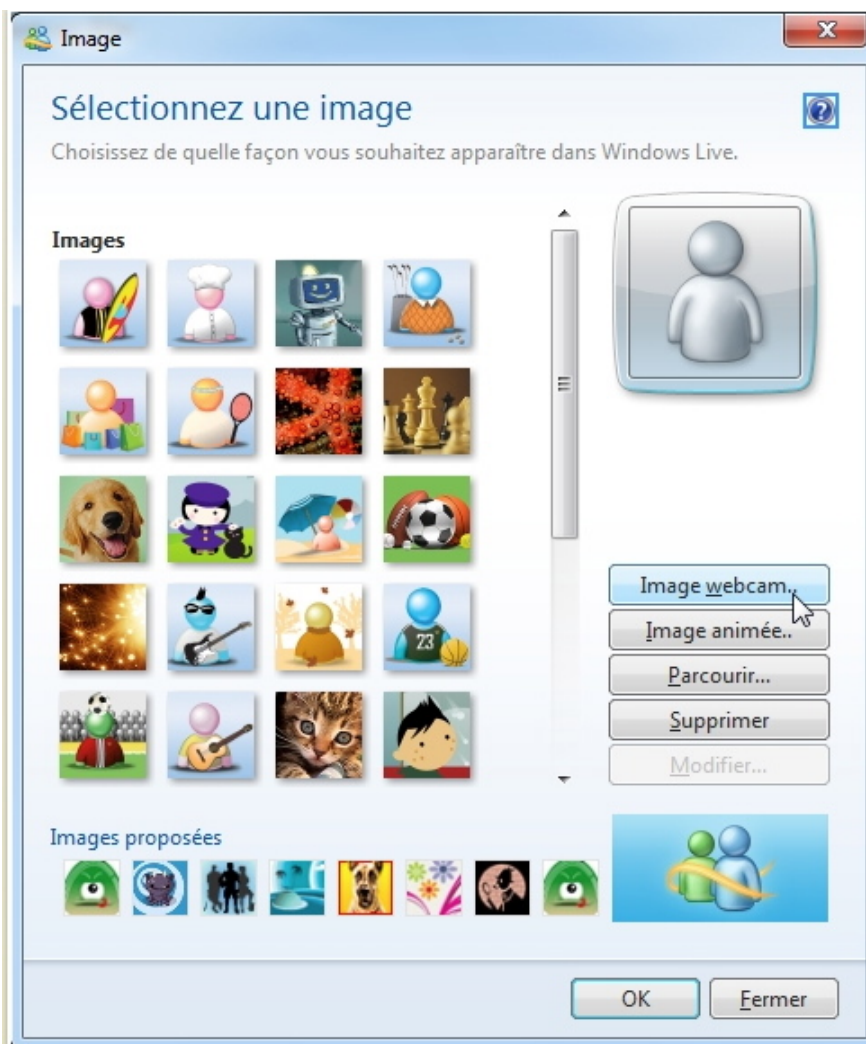 Image
Sélectionnez une image
Choisissez de quelle façon vous souhaitez apparaître dans Windows Live.
Images
23
Image webcam..
Image animée..
Parcourir...
Supprimer
Modifier...
Images proposées
OK
Fermer